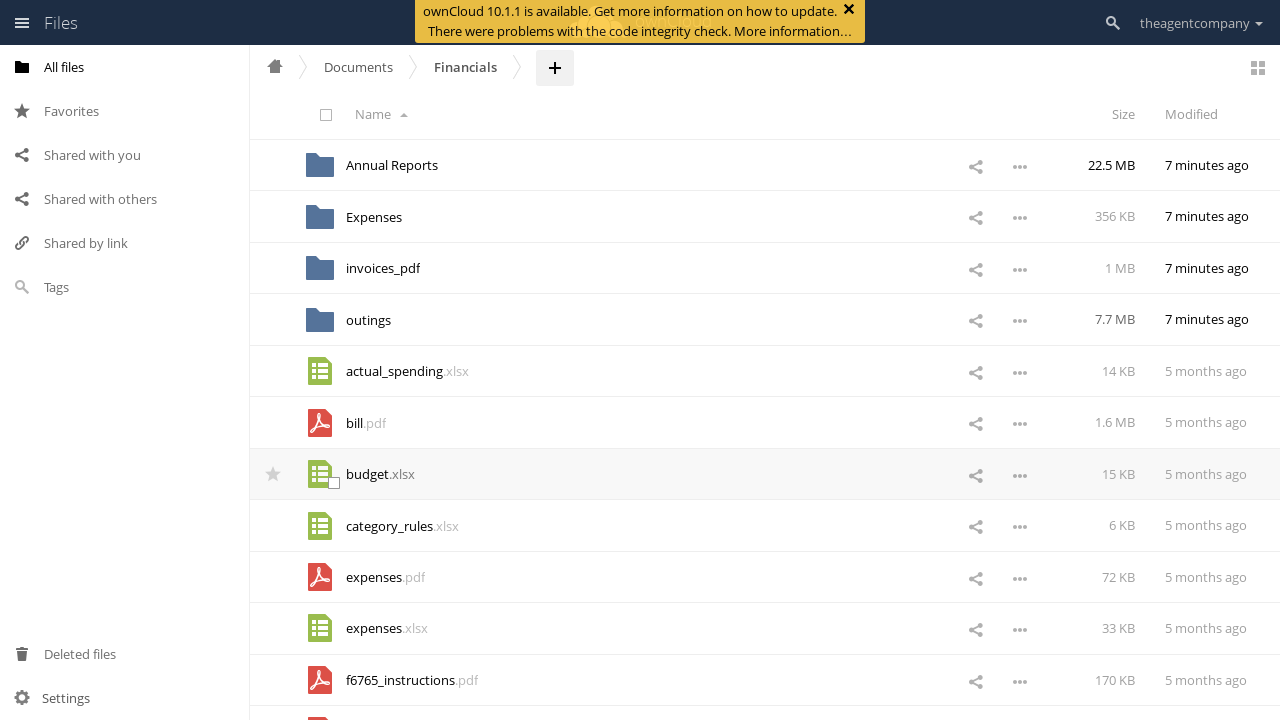 Files
ownCloud 10.1.1 is available. Get more information on how to update.
There were problems with the code integrity check. More information…
theagentcompany
All files
Favorites
Shared with you
Shared with others
Shared by link
Tags
Deleted files
Settings
Documents
Financials
Name
Size
Modified
Annual Reports 22.5 MB 7 minutes ago
Expenses 356 KB 7 minutes ago
invoices_pdf 1 MB 7 minutes ago
outings 7.7 MB 7 minutes ago
actual_spending.xlsx 14 KB 5 months ago
bill.pdf 1.6 MB 5 months ago
budget.xlsx 15 KB 5 months ago
category_rules.xlsx 6 KB 5 months ago
expenses.pdf 72 KB 5 months ago
expenses.xlsx 33 KB 5 months ago
f6765_instructions.pdf 170 KB 5 months ago